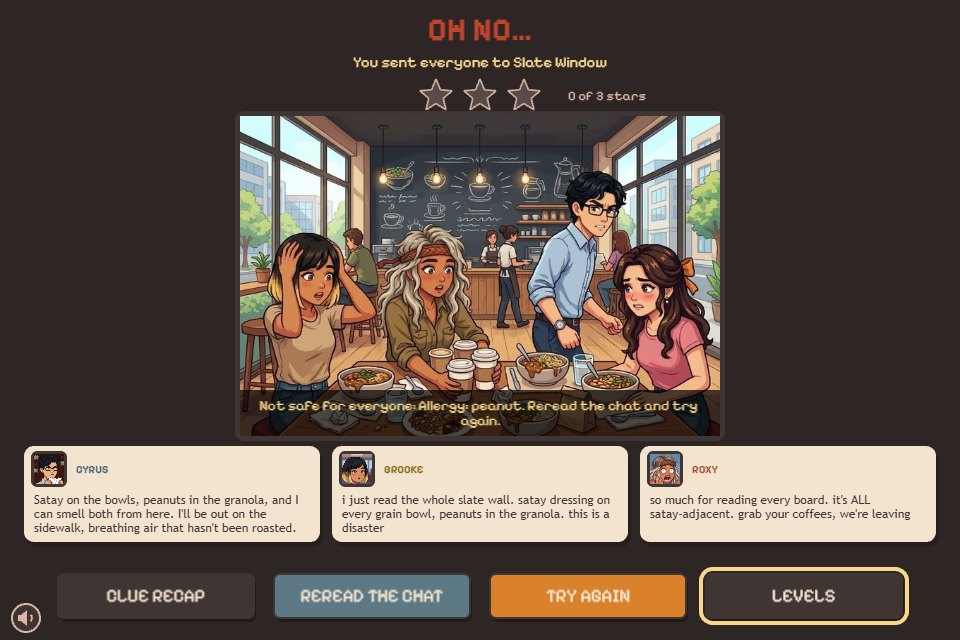 OH NO...
You sent everyone to Slate Window
0 of 3 stars
Not safe for everyone: Allergy: peanut. Reread the chat and try
again.
CYRUS
Satay on the bowls, peanuts in the granola, and I
can smell both from here. I'll be out on the
sidewalk, breathing air that hasn't been roasted.
BROOKE
i just read the whole slate wall. satay dressing on
every grain bowl, peanuts in the granola. this is a
disaster
ROXY
so much for reading every board. it's ALL
satay-adjacent. grab your coffees, we're leaving
CLUE RECAP
REREAD THE CHAT
TRY AGAIN
LEVELS